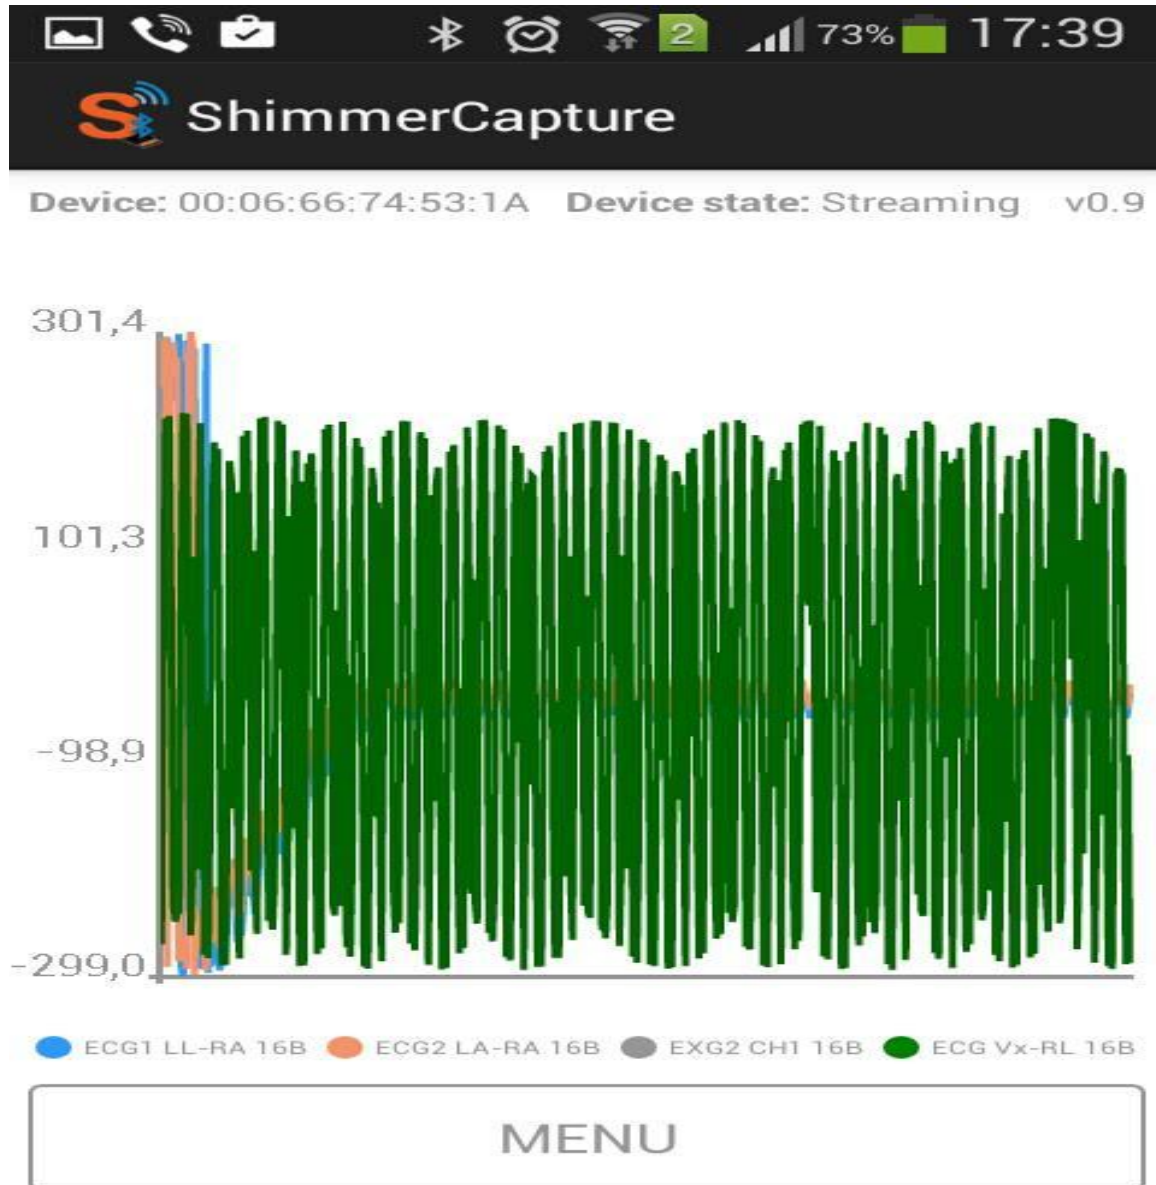 2 73% 17:39
ShimmerCapture
Device: 00:06:66:74:53:1A Device state: Streaming v0.9
301,4
101,3
-98,9
-299,0
ECG1 LL-RA 16B ECG2 LA-RA 16B EXG2 CH1 16B ECG Vx-RL 16B
MENU